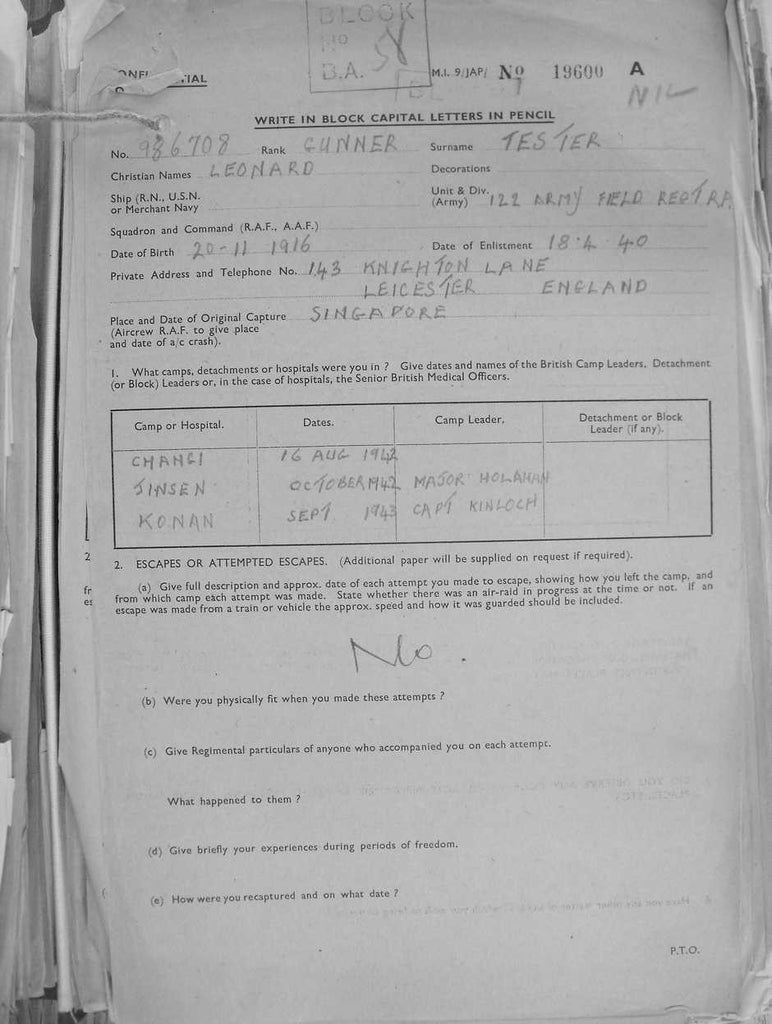 BLOCK
NO 58
B.A.
M.I. 9/JAP/ No 19600 A
NIL
WRITE IN BLOCK CAPITAL LETTERS IN PENCIL
No. 936708 Rank GUNNER Surname TESTER
Christian Names LEONARD Decorations
Ship (R.N., U.S.N. or Merchant Navy Unit & Div. (Army) 122 ARMY FIELD REGT RA
Squadron and Command (R.A.F., A.A.F.)
Date of Birth 20-11 1916 Date of Enlistment 18.4.40
Private Address and Telephone No. 143 KNIGHTON LANE
LEICESTER ENGLAND
Place and Date of Original Capture SINGAPORE
(Aircrew R.A.F. to give place
and date of a/c crash).
1. What camps, detachments or hospitals were you in ? Give dates and names of the British Camp Leaders, Detachment
(or Block) Leaders or, in the case of hospitals, the Senior British Medical Officers.
Camp or Hospital. Dates. Camp Leader. Detachment or Block Leader (if any).
CHANGI 16 AUG 1942
JINSEN OCTOBER 1942 MAJOR HOLAHAN
KONAN SEPT 1943 CAPT KINLOCH
2
2. ESCAPES OR ATTEMPTED ESCAPES. (Additional paper will be supplied on request if required).
(a) Give full description and approx. date of each attempt you made to escape, showing how you left the camp, and
fr
from which camp each attempt was made. State whether there was an air-raid in progress at the time or not. If an
es
escape was made from a train or vehicle the approx. speed and how it was guarded should be included.
No.
(b) Were you physically fit when you made these attempts ?
(c) Give Regimental particulars of anyone who accompanied you on each attempt.
What happened to them ?
(d) Give briefly your experiences during periods of freedom.
(e) How were you recaptured and on what date ?
P.T.O.